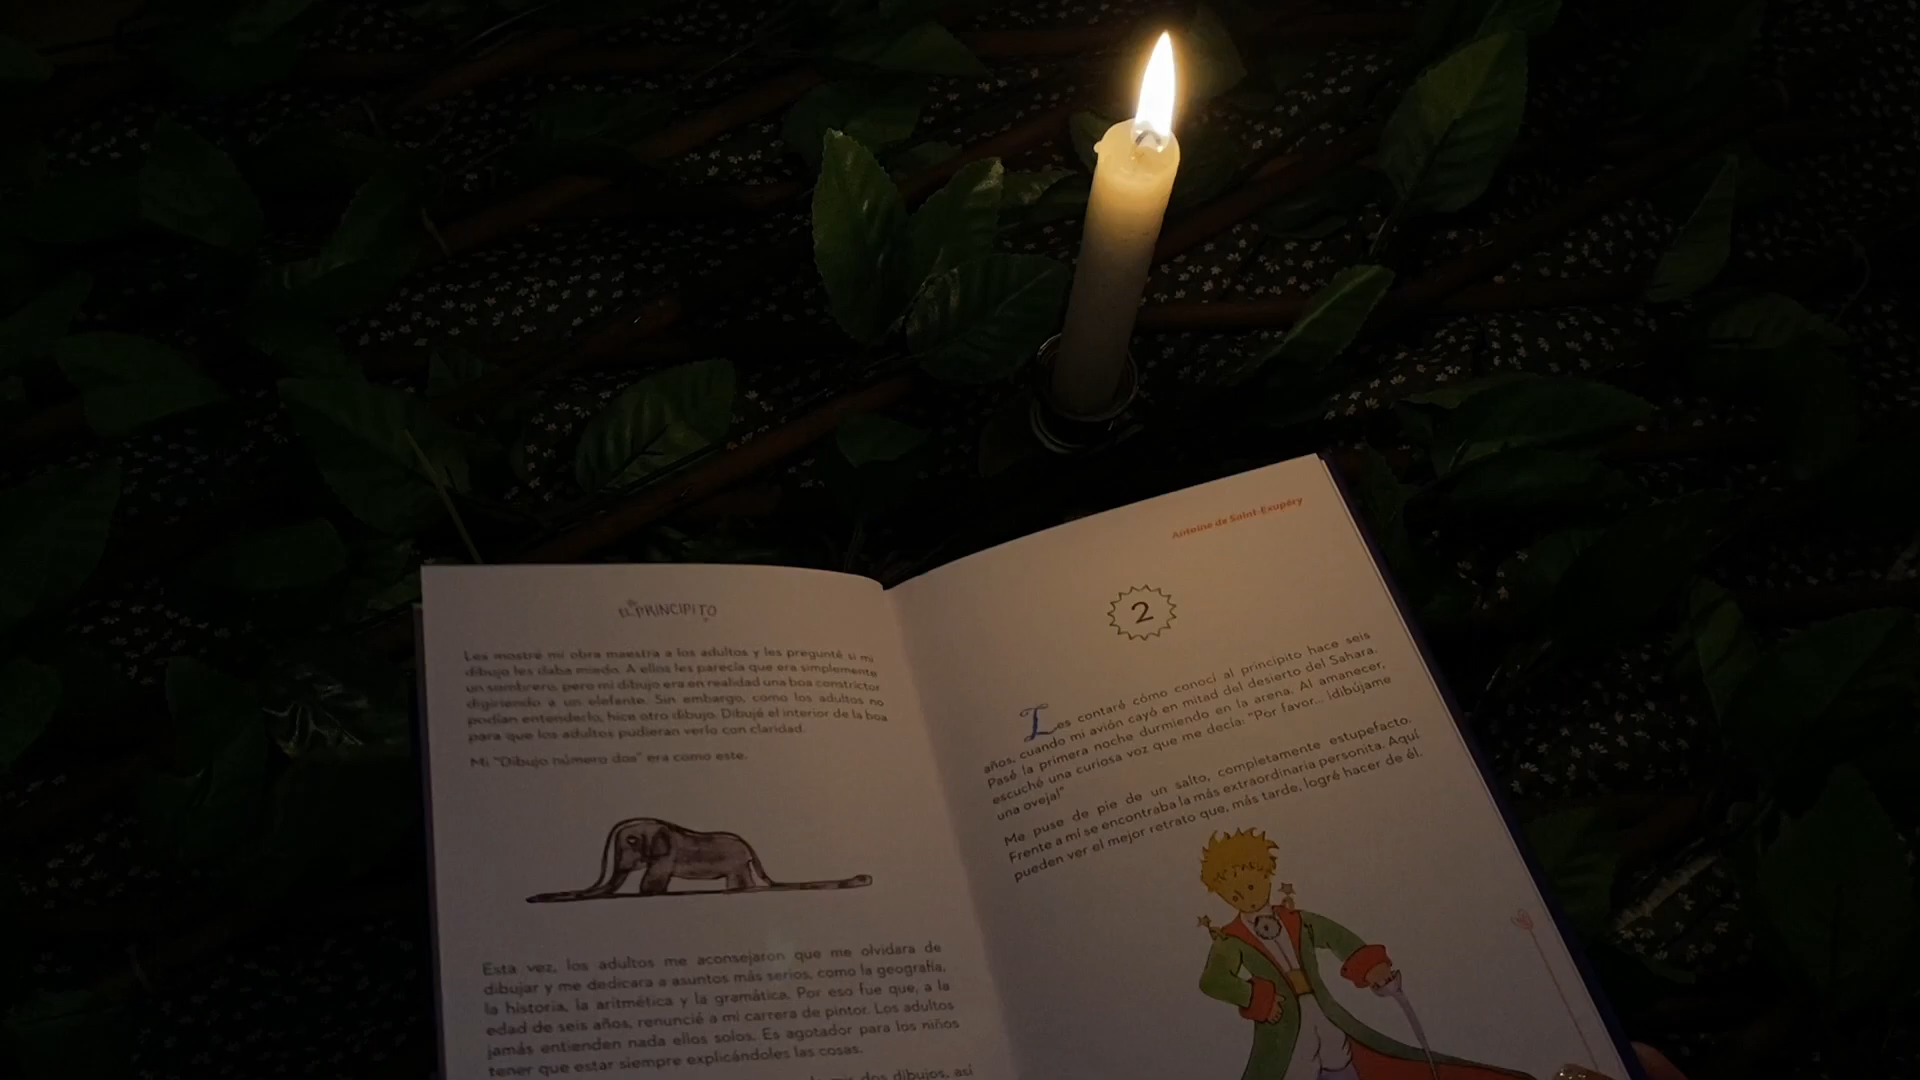 EL PRINCIPITO
Les mostré mi obra maestra a los adultos y les pregunté si mi
dibujo les daba miedo. A ellos les parecía que era simplemente
un sombrero, pero mi dibujo era en realidad una boa constrictor
digiriendo a un elefante. Sin embargo, como los adultos no
podían entenderlo, hice otro dibujo. Dibujé el interior de la boa
para que los adultos pudieran verlo con claridad.
Mi "Dibujo número dos" era como este.
Esta vez, los adultos me aconsejaron que me olvidara de
dibujar y me dedicara a asuntos más serios, como la geografía,
la historia, la aritmética y la gramática. Por eso fue que, a la
edad de seis años, renuncié a mi carrera de pintor. Los adultos
jamás entienden nada ellos solos. Es agotador para los niños
tener que estar siempre explicándoles las cosas.
dos dibujos, así
Antoine de Saint-Exupéry
2
Les contaré cómo conocí al principito hace seis
años, cuando mi avión cayó en mitad del desierto del Sahara.
Pasé la primera noche durmiendo en la arena. Al amanecer,
escuché una curiosa voz que me decía: "Por favor... ¡dibújame
una oveja!"
Me puse de pie de un salto, completamente estupefacto.
Frente a mí se encontraba la más extraordinaria personita. Aquí
pueden ver el mejor retrato que, más tarde, logré hacer de él.